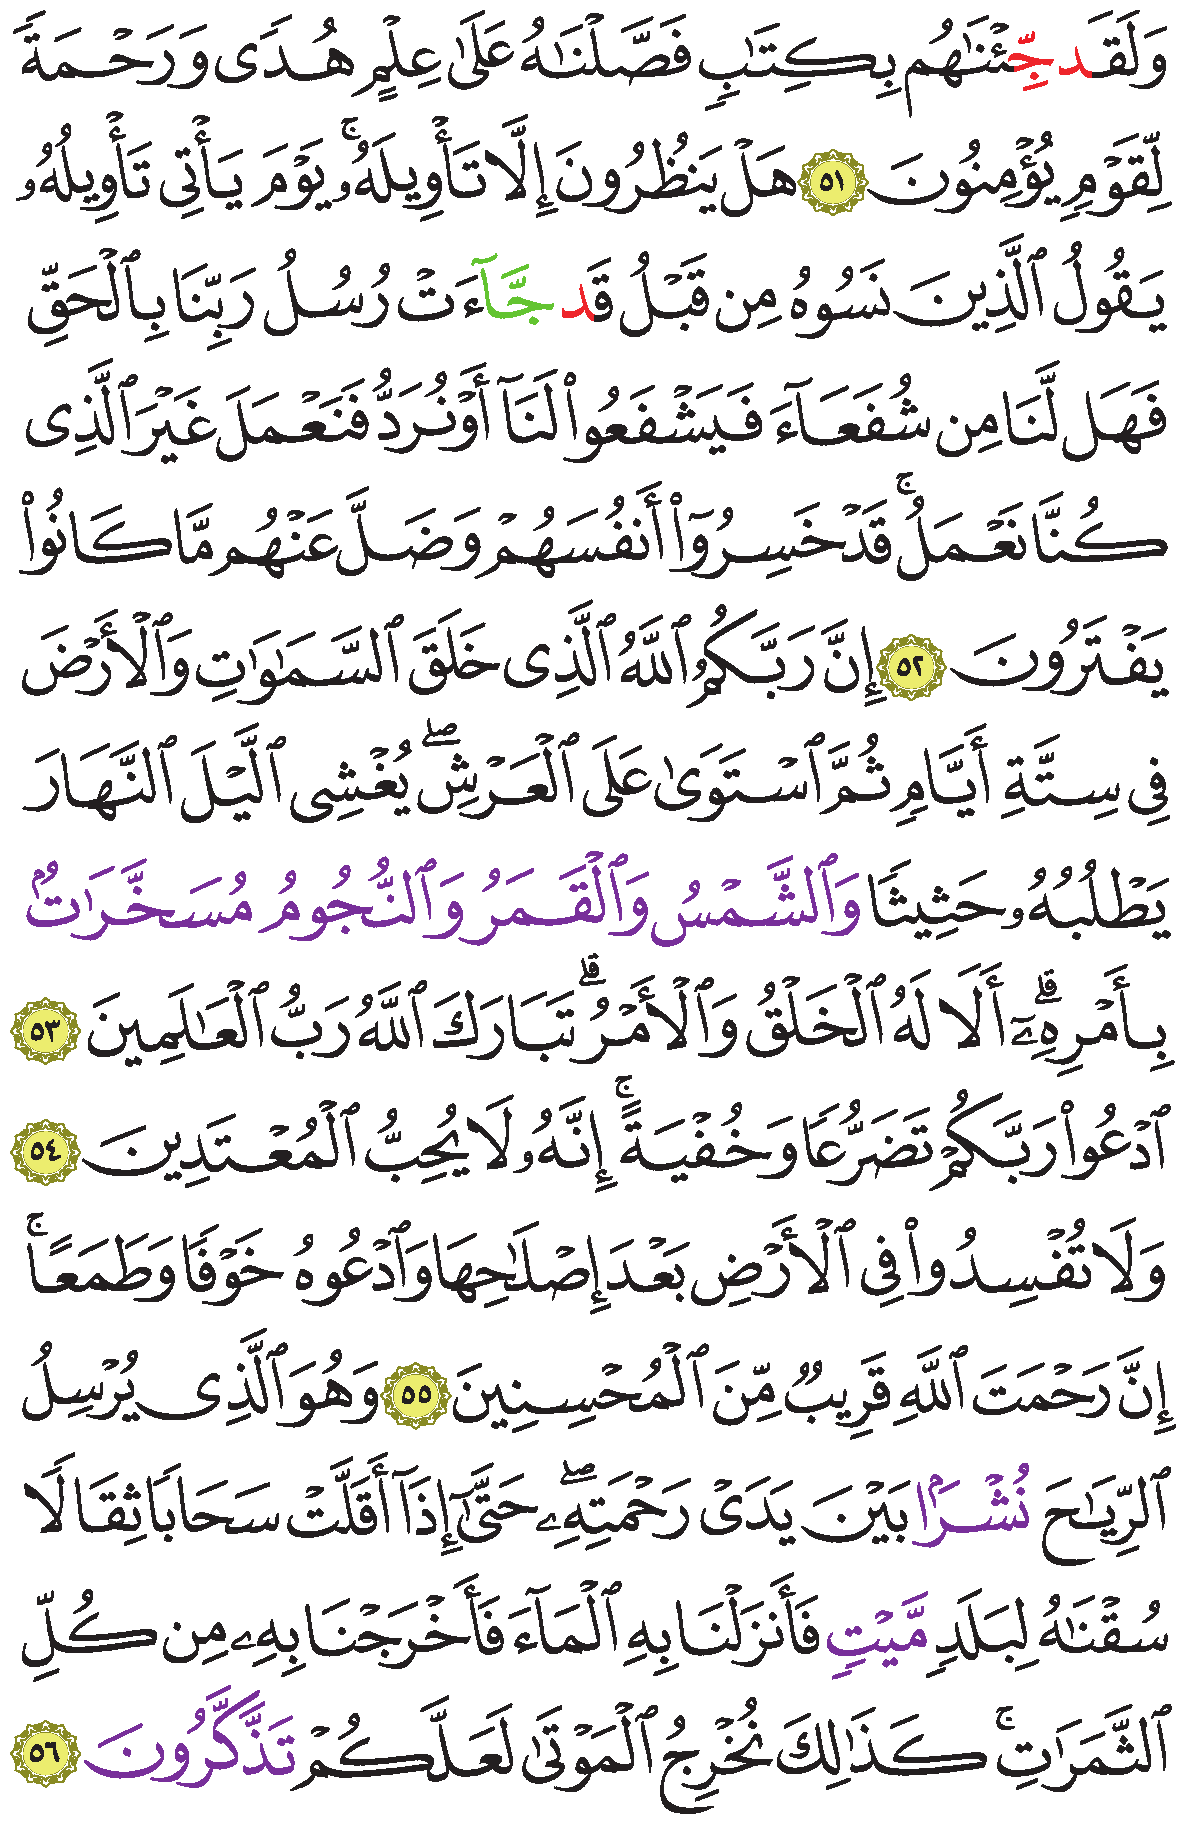 وَلَقَد جِّئْنَٰهُم بِكِتَٰبٖ فَصَّلْنَٰهُ عَلَىٰ عِلْمٍ هُدٗى وَرَحْمَةٗ
لِّقَوْمٖ يُؤْمِنُونَ ٥١ هَلْ يَنظُرُونَ إِلَّا تَأْوِيلَهُۥۚ يَوْمَ يَأْتِي تَأْوِيلُهُۥ
يَقُولُ ٱلَّذِينَ نَسُوهُ مِن قَبْلُ قَد جَّآءَتْ رُسُلُ رَبِّنَا بِٱلْحَقِّ
فَهَل لَّنَا مِن شُفَعَآءَ فَيَشْفَعُوا۟ لَنَآ أَوْ نُرَدُّ فَنَعْمَلَ غَيْرَ ٱلَّذِى
كُنَّا نَعْمَلُۚ قَدْ خَسِرُوٓا۟ أَنفُسَهُمْ وَضَلَّ عَنْهُم مَّا كَانُوا۟
يَفْتَرُونَ ٥٢ إِنَّ رَبَّكُمُ ٱللَّهُ ٱلَّذِى خَلَقَ ٱلسَّمَٰوَٰتِ وَٱلْأَرْضَ
فِى سِتَّةِ أَيَّامٖ ثُمَّ ٱسْتَوَىٰ عَلَى ٱلْعَرْشِۖ يُغْشِى ٱلَّيْلَ ٱلنَّهَارَ
يَطْلُبُهُۥ حَثِيثٗا وَٱلشَّمْسُ وَٱلْقَمَرُ وَٱلنُّجُومُ مُسَخَّرَٰتُۢ
بِأَمْرِهِۦٓۗ أَلَا لَهُ ٱلْخَلْقُ وَٱلْأَمْرُۗ تَبَارَكَ ٱللَّهُ رَبُّ ٱلْعَٰلَمِينَ ٥٣
ٱدْعُوا۟ رَبَّكُمْ تَضَرُّعٗا وَخُفْيَةًۚ إِنَّهُۥ لَا يُحِبُّ ٱلْمُعْتَدِينَ ٥٤
وَلَا تُفْسِدُوا۟ فِى ٱلْأَرْضِ بَعْدَ إِصْلَٰحِهَا وَٱدْعُوهُ خَوْفٗا وَطَمَعًاۚ
إِنَّ رَحْمَتَ ٱللَّهِ قَرِيبٞ مِّنَ ٱلْمُحْسِنِينَ ٥٥ وَهُوَ ٱلَّذِى يُرْسِلُ
ٱلرِّيَٰحَ نُشْرَۢا بَيْنَ يَدَىْ رَحْمَتِهِۦۖ حَتَّىٰٓ إِذَآ أَقَلَّتْ سَحَابٗا ثِقَالٗا
سُقْنَٰهُ لِبَلَدٖ مَّيْتٖ فَأَنزَلْنَا بِهِ ٱلْمَآءَ فَأَخْرَجْنَا بِهِۦ مِن كُلِّ
ٱلثَّمَرَٰتِۚ كَذَٰلِكَ نُخْرِجُ ٱلْمَوْتَىٰ لَعَلَّكُمْ تَذَّكَّرُونَ ٥٦